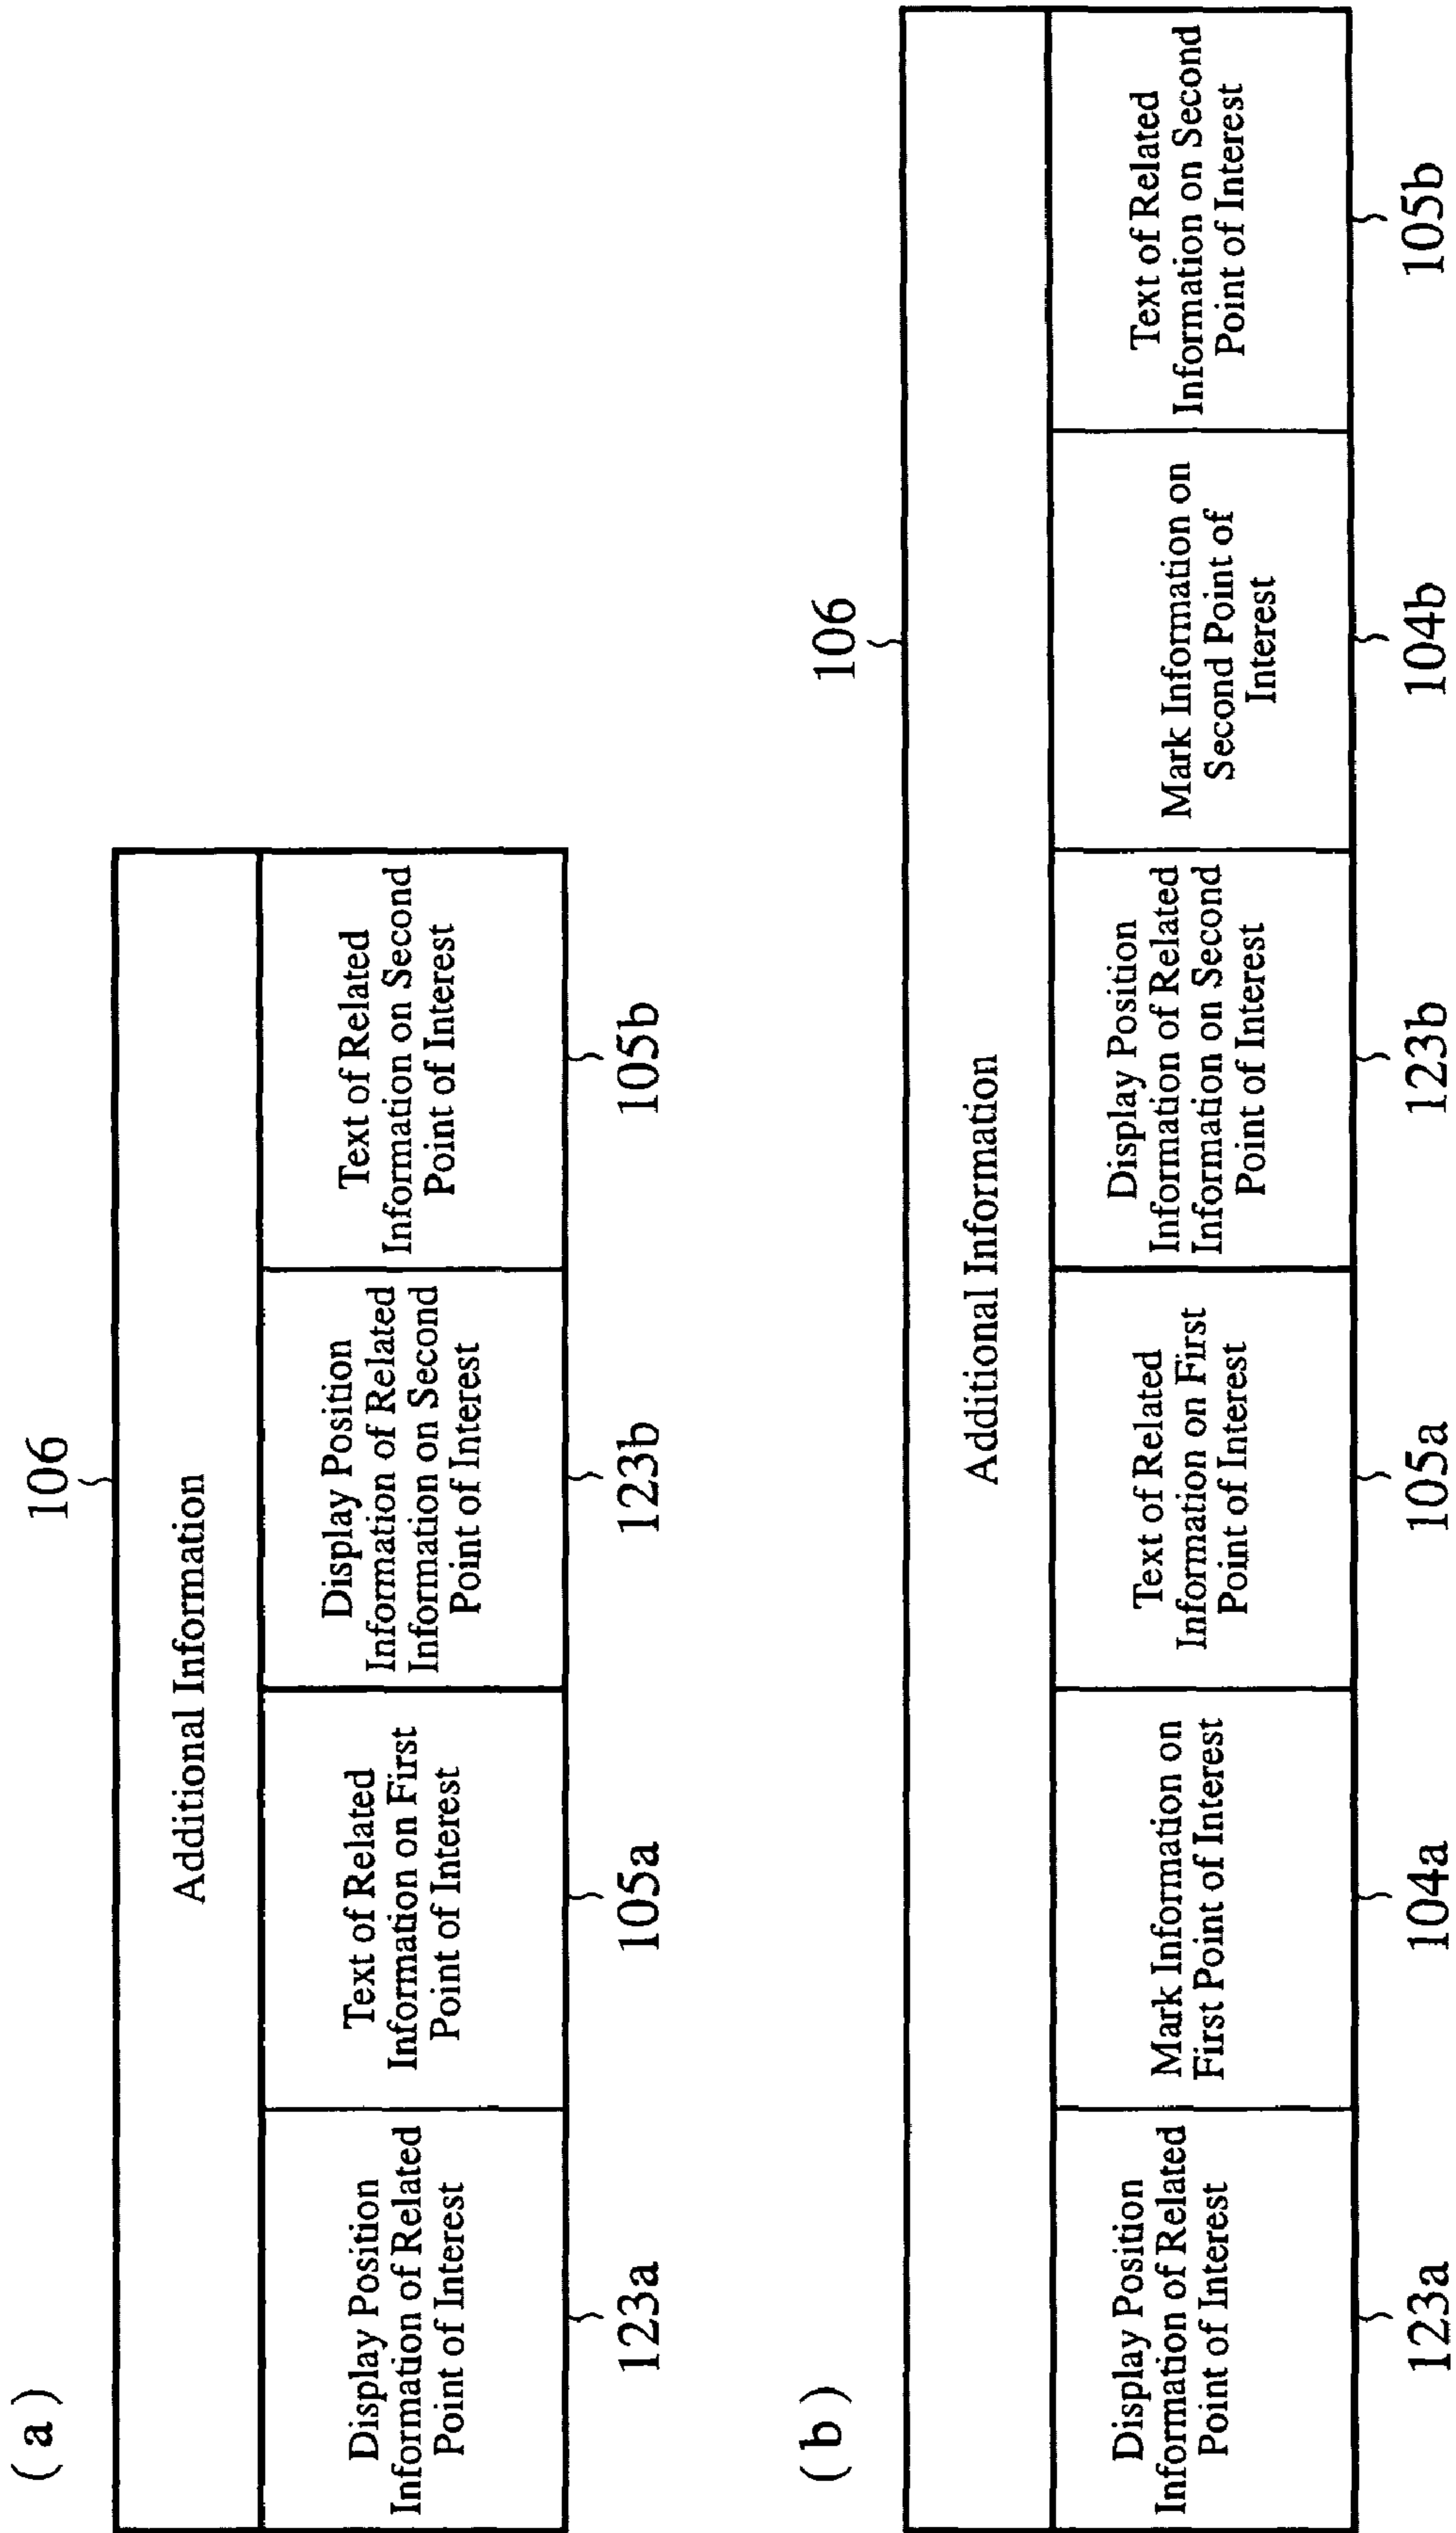 ( a )
106
Additional Information
Display Position
Information of Related
Point of Interest
Text of Related
Information on First
Point of Interest
Display Position
Information of Related
Information on Second
Point of Interest
Text of Related
Information on Second
Point of Interest
123a
105a
123b
105b
( b )
106
Additional Information
Display Position
Information of Related
Point of Interest
Mark Information on
First Point of Interest
Text of Related
Information on First
Point of Interest
Display Position
Information of Related
Information on Second
Point of Interest
Mark Information on
Second Point of
Interest
Text of Related
Information on Second
Point of Interest
123a
104a
105a
123b
104b
105b